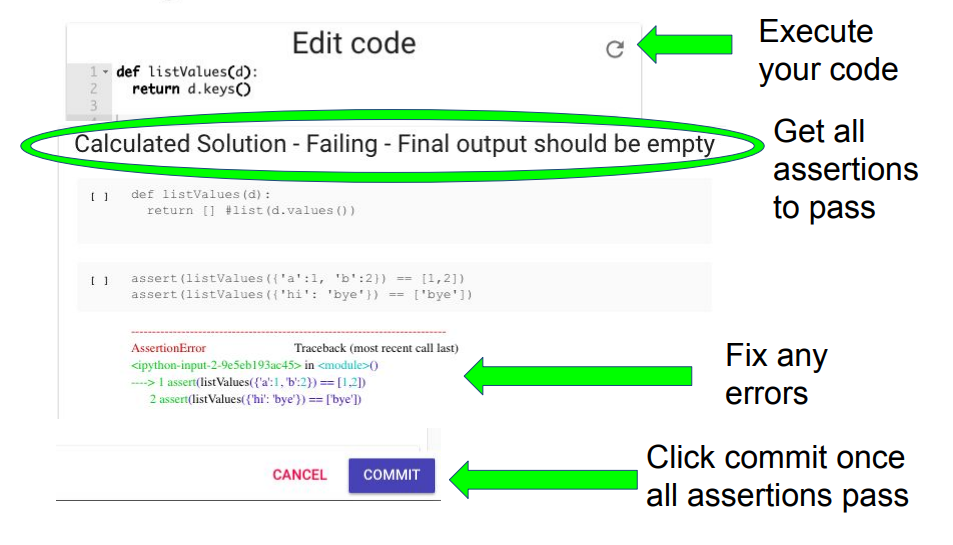 Edit code
Execute
your code
1 def listValues(d):
2 return d.keys()
3
Calculated Solution - Failing - Final output should be empty
Get all
assertions
to pass
[ ] def listValues(d):
return [] #list(d.values())
[ ] assert(listValues({'a':1, 'b':2}) == [1,2])
assert(listValues({'hi': 'bye'}) == ['bye'])
---------------------------------------------------------------------------
AssertionError Traceback (most recent call last)
<ipython-input-2-9e5eb193ac45> in <module>()
----> 1 assert(listValues({'a':1, 'b':2}) == [1,2])
2 assert(listValues({'hi': 'bye'}) == ['bye'])
Fix any
errors
CANCEL COMMIT
Click commit once
all assertions pass